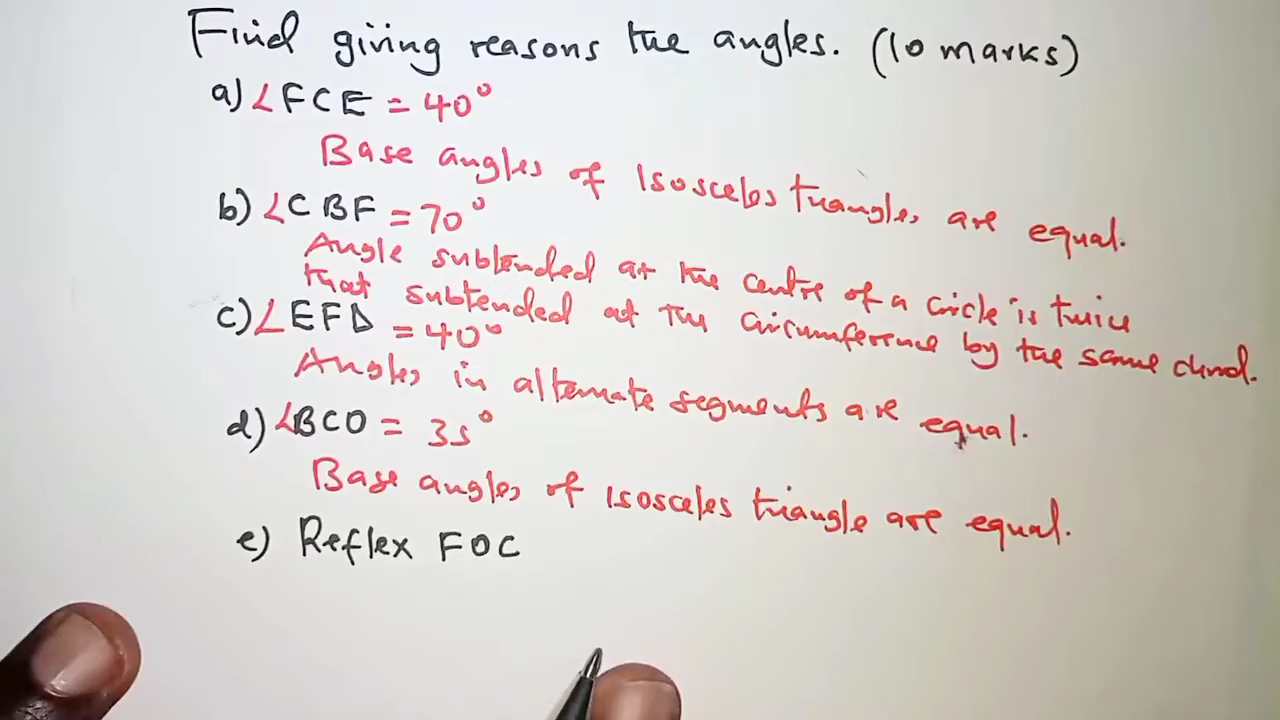 Find giving reasons the angles. (10 marks)
a) ∠FCE = 40°
Base angles of Isosceles triangles are equal.
b) ∠CBF = 70°
Angle subtended at the centre of a circle is twice
that subtended at the circumference by the same chord.
c) ∠EFD = 40°
Angles in alternate segments are equal.
d) ∠BCO = 35°
Base angles of Isosceles triangle are equal.
e) Reflex FOC